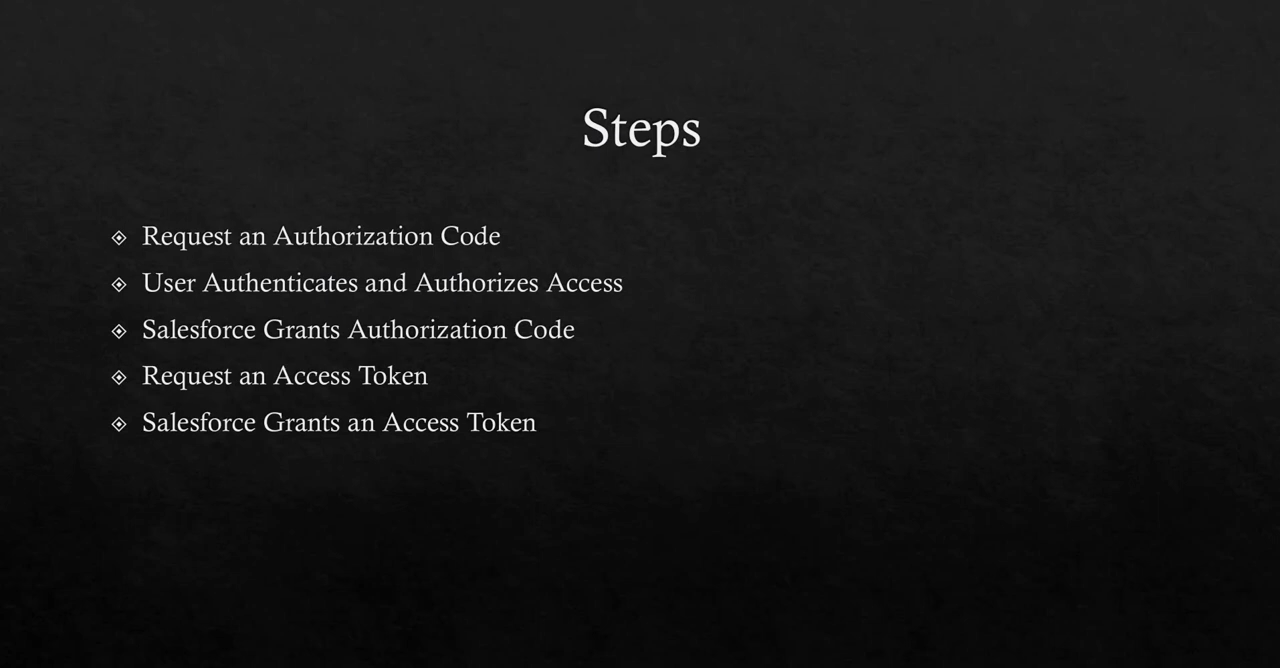 Steps
Request an Authorization Code
User Authenticates and Authorizes Access
Salesforce Grants Authorization Code
Request an Access Token
Salesforce Grants an Access Token